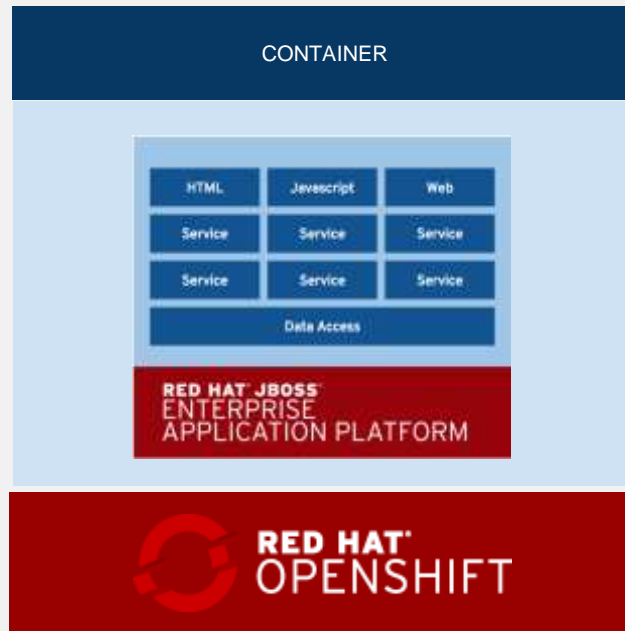 CONTAINER
HTML Javascript Web
Service Service Service
Service Service Service
Data Access
RED HAT® JBOSS®
ENTERPRISE
APPLICATION PLATFORM
RED HAT®
OPENSHIFT